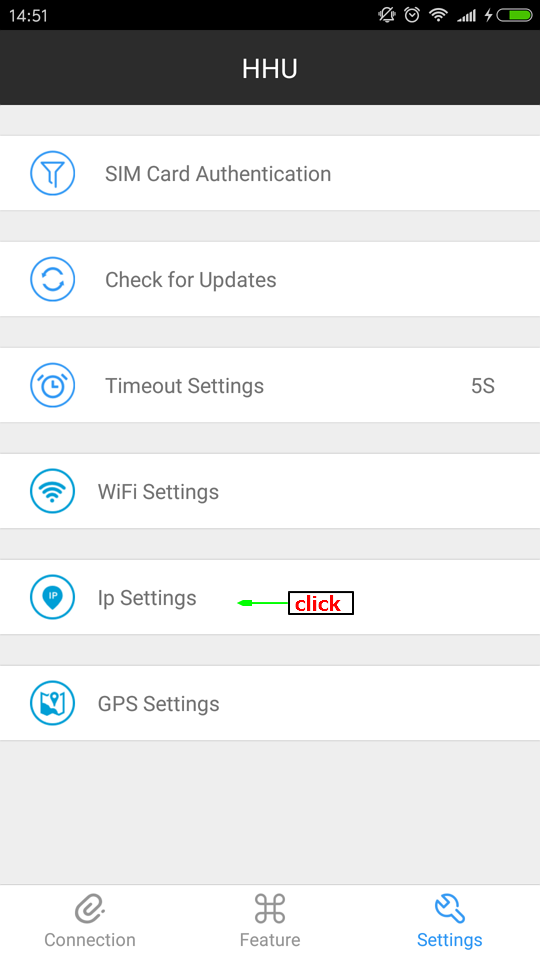 14:51
HHU
SIM Card Authentication
Check for Updates
Timeout Settings 5S
WiFi Settings
IP
Ip Settings
click
GPS Settings
Connection Feature Settings